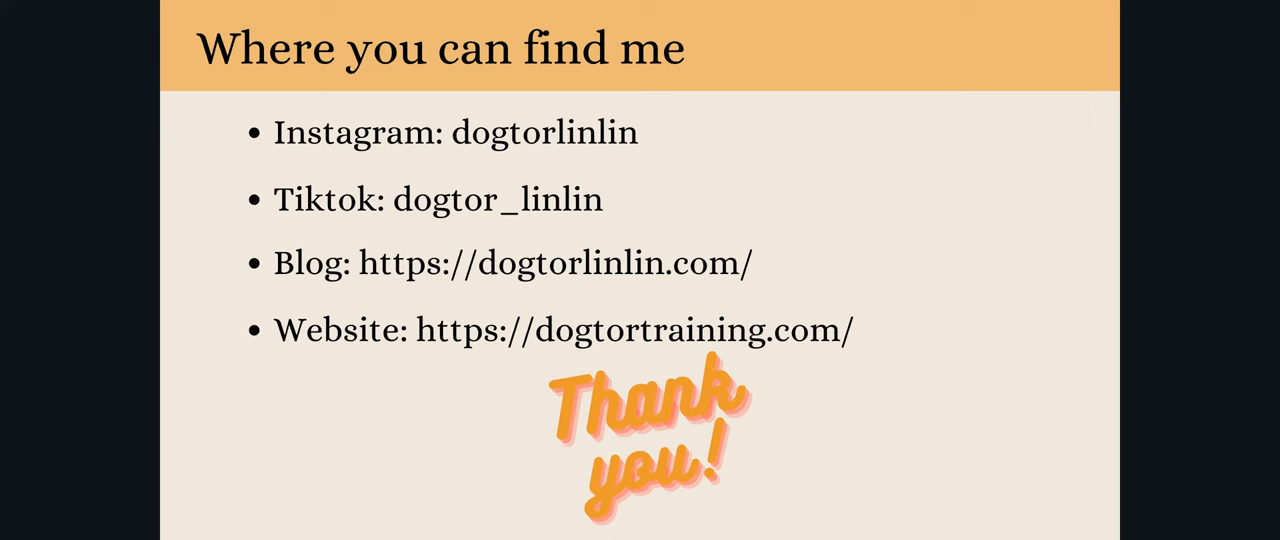 Where you can find me
• Instagram: dogtorlinlin
• Tiktok: dogtor_linlin
• Blog: https://dogtorlinlin.com/
• Website: https://dogtortraining.com/
Thank
you!